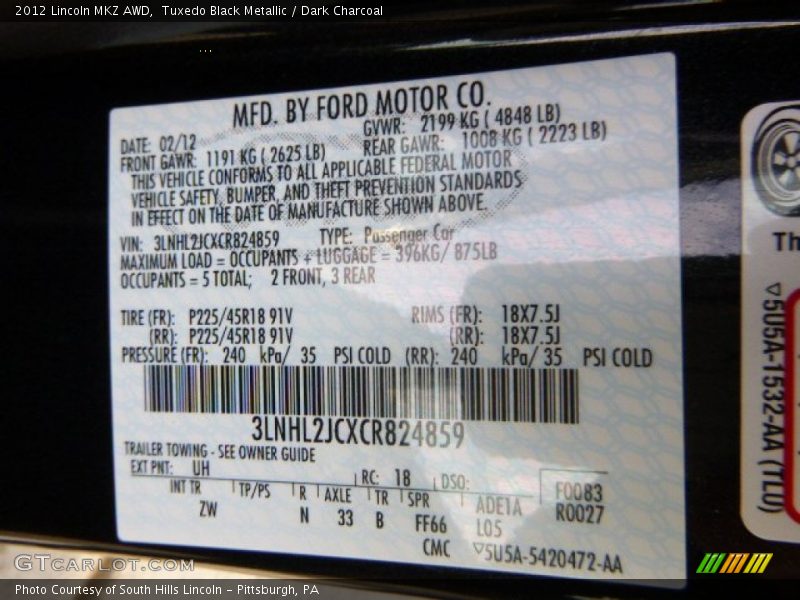 2012 Lincoln MKZ AWD,  Tuxedo Black Metallic / Dark Charcoal
MFD. BY FORD MOTOR CO.
DATE: 02/12 GVWR: 2199 KG ( 4848 LB)
FRONT GAWR: 1191 KG ( 2625 LB) REAR GAWR: 1008 KG ( 2223 LB)
THIS VEHICLE CONFORMS TO ALL APPLICABLE FEDERAL MOTOR
VEHICLE SAFETY, BUMPER, AND THEFT PREVENTION STANDARDS
IN EFFECT ON THE DATE OF MANUFACTURE SHOWN ABOVE.
VIN: 3LNHL2JCXCR824859 TYPE: Passenger Car
MAXIMUM LOAD = OCCUPANTS + LUGGAGE = 396KG/ 875LB
OCCUPANTS = 5 TOTAL; 2 FRONT, 3 REAR
TIRE (FR): P225/45R18 91V RIMS (FR): 18X7.5J
(RR): P225/45R18 91V (RR): 18X7.5J
PRESSURE (FR): 240 kPa/ 35 PSI COLD (RR): 240 kPa/ 35 PSI COLD
3LNHL2JCXCR824859
TRAILER TOWING - SEE OWNER GUIDE
EXT PNT: UH RC: 18 DSO: F0083
INT TR TP/PS R AXLE TR SPR ADE1A R0027
ZW N 33 B FF66 L05
CMC ▽5U5A-5420472-AA
Th
▽5U5A-1532-AA (TL0)
GTCarLot.com
Photo Courtesy of South Hills Lincoln – Pittsburgh, PA